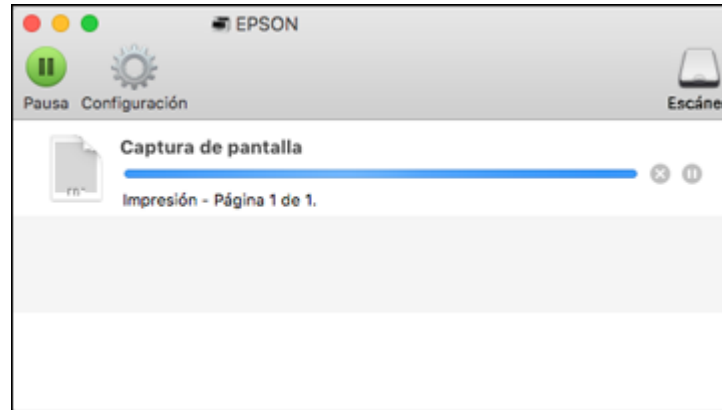 EPSON
Pausa Configuración
Escáne
Captura de pantalla
Impresión - Página 1 de 1.